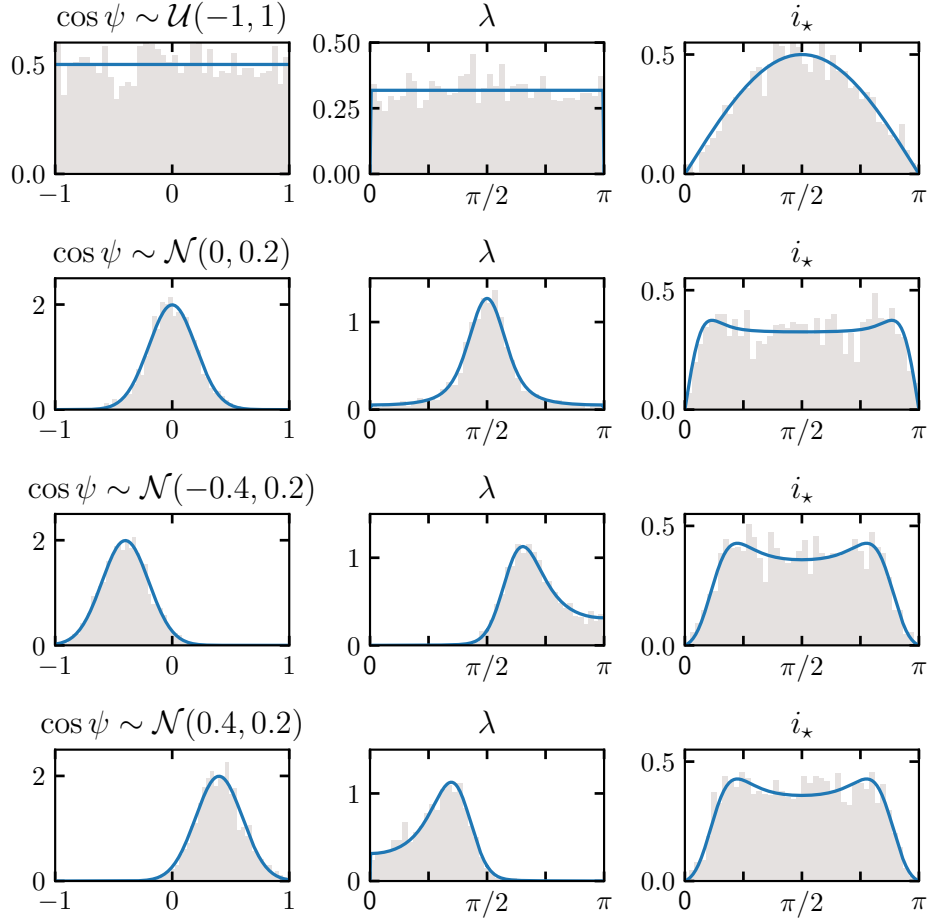 cos ψ ∼ 𝒰(−1, 1) λ i⋆
0.5 0.50 0.5
0.25
0.0 0.00 0.0
−1 0 1 0 π/2 π 0 π/2 π
cos ψ ∼ 𝒩(0, 0.2) λ i⋆
2 1 0.5
0 0 0.0
−1 0 1 0 π/2 π 0 π/2 π
cos ψ ∼ 𝒩(−0.4, 0.2) λ i⋆
2 1 0.5
0 0 0.0
−1 0 1 0 π/2 π 0 π/2 π
cos ψ ∼ 𝒩(0.4, 0.2) λ i⋆
2 1 0.5
0 0 0.0
−1 0 1 0 π/2 π 0 π/2 π